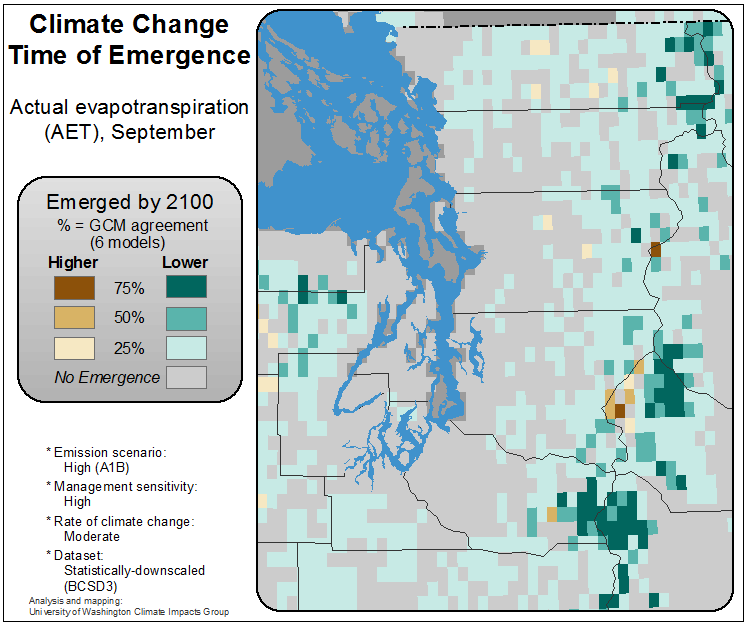 Climate Change
Time of Emergence
Actual evapotranspiration
(AET), September
Emerged by 2100
% = GCM agreement
(6 models)
Higher Lower
75%
50%
25%
No Emergence
* Emission scenario:
High (A1B)
* Management sensitivity:
High
* Rate of climate change:
Moderate
* Dataset:
Statistically-downscaled
(BCSD3)
Analysis and mapping:
University of Washington Climate Impacts Group